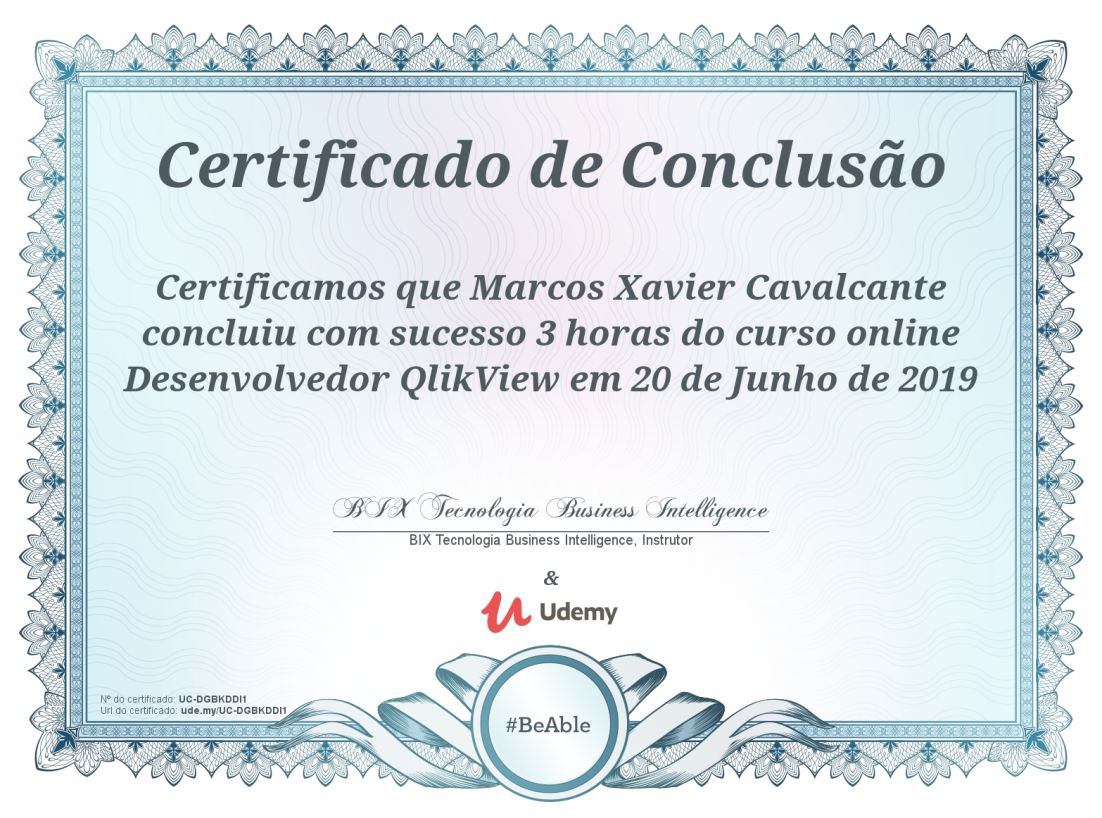 Certificado de Conclusão
Certificamos que Marcos Xavier Cavalcante
concluiu com sucesso 3 horas do curso online
Desenvolvedor QlikView em 20 de Junho de 2019
BIX Tecnologia Business Intelligence
BIX Tecnologia Business Intelligence, Instrutor
&
Udemy
Nº do certificado: UC-DGBKDDI1
Url do certificado: ude.my/UC-DGBKDDI1
#BeAble